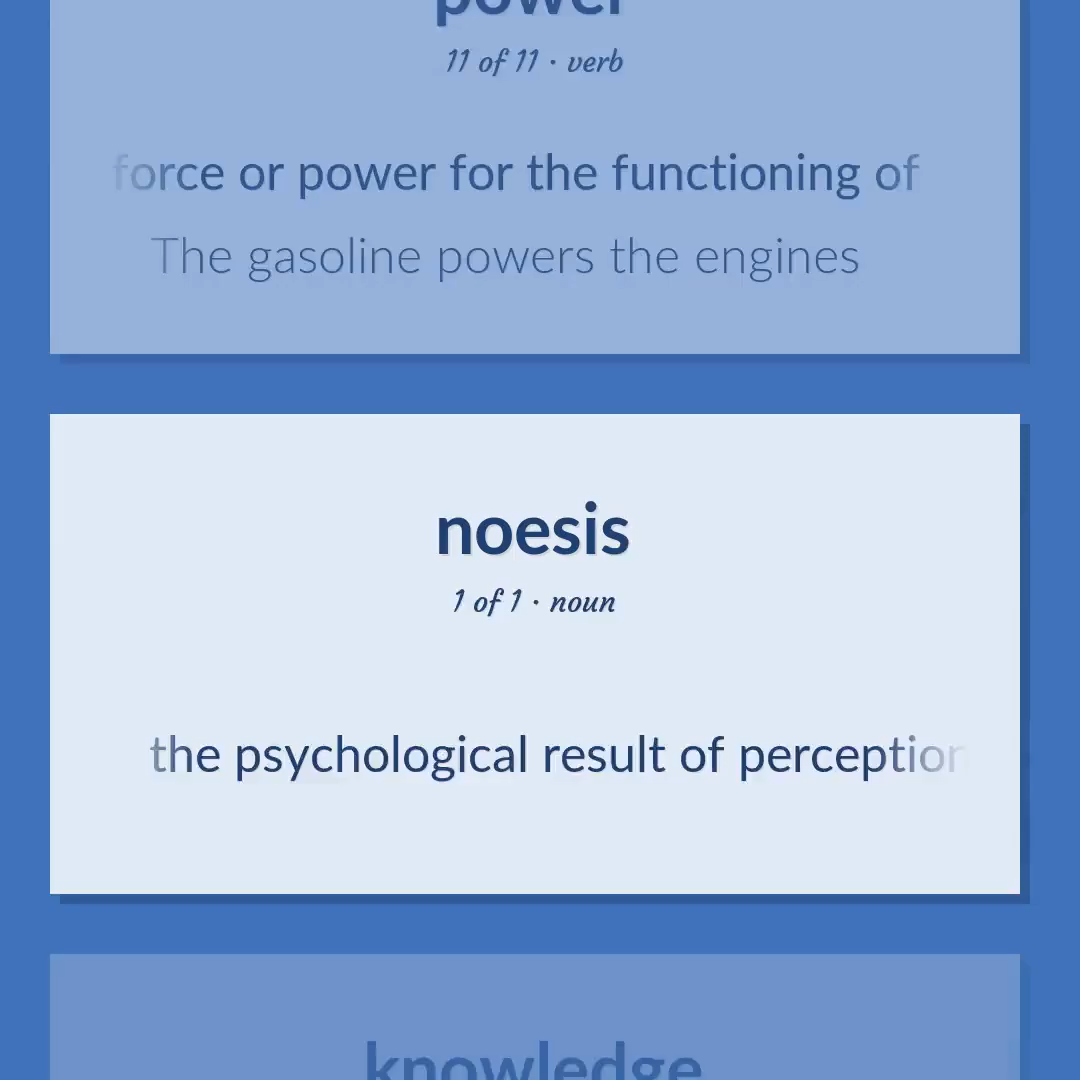 power
11 of 11 · verb
force or power for the functioning of
The gasoline powers the engines
noesis
1 of 1 · noun
the psychological result of perception
knowledge